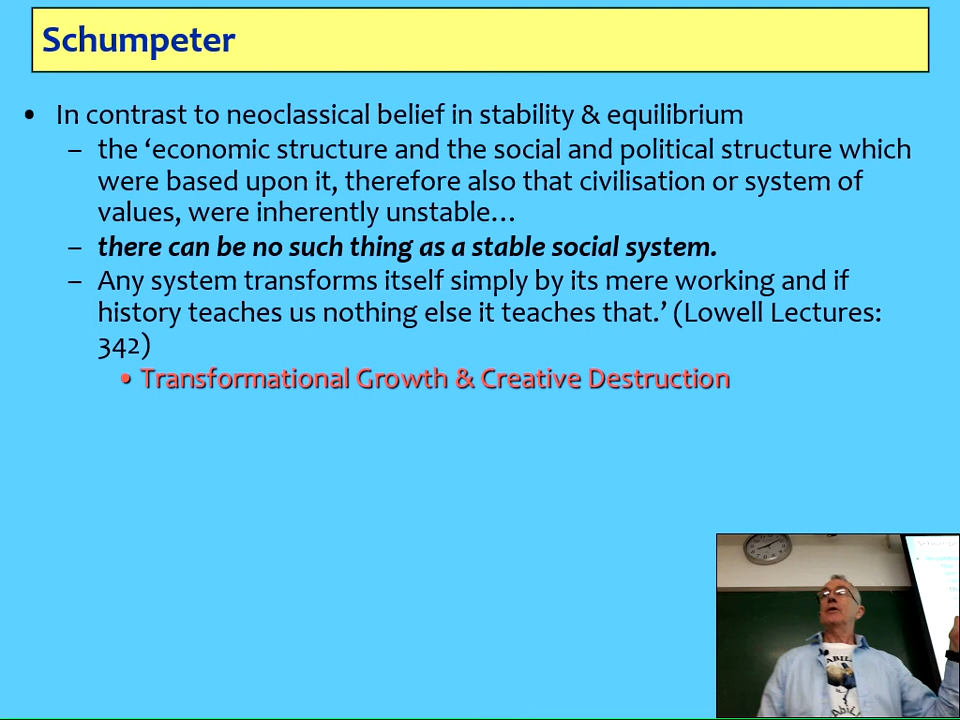 Schumpeter
• In contrast to neoclassical belief in stability & equilibrium
– the ‘economic structure and the social and political structure which
were based upon it, therefore also that civilisation or system of
values, were inherently unstable…
– there can be no such thing as a stable social system.
– Any system transforms itself simply by its mere working and if
history teaches us nothing else it teaches that.’ (Lowell Lectures:
342)
• Transformational Growth & Creative Destruction